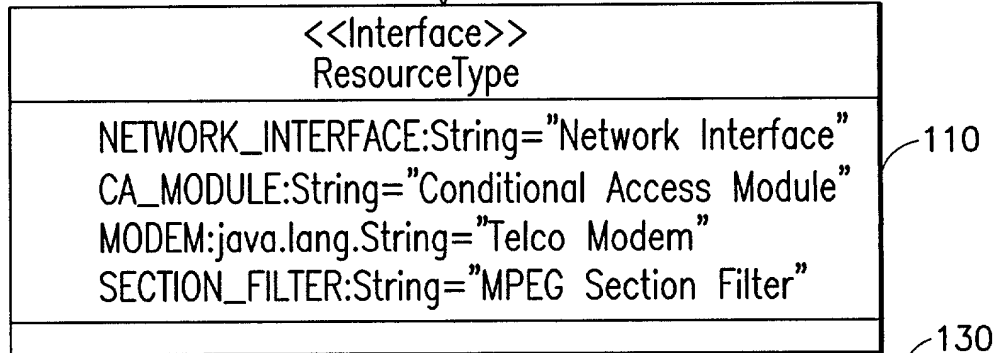 <<Interface>>
ResourceType
NETWORK_INTERFACE:String="Network Interface"
110
CA_MODULE:String="Conditional Access Module"
MODEM:java.lang.String="Telco Modem"
SECTION_FILTER:String="MPEG Section Filter"
130